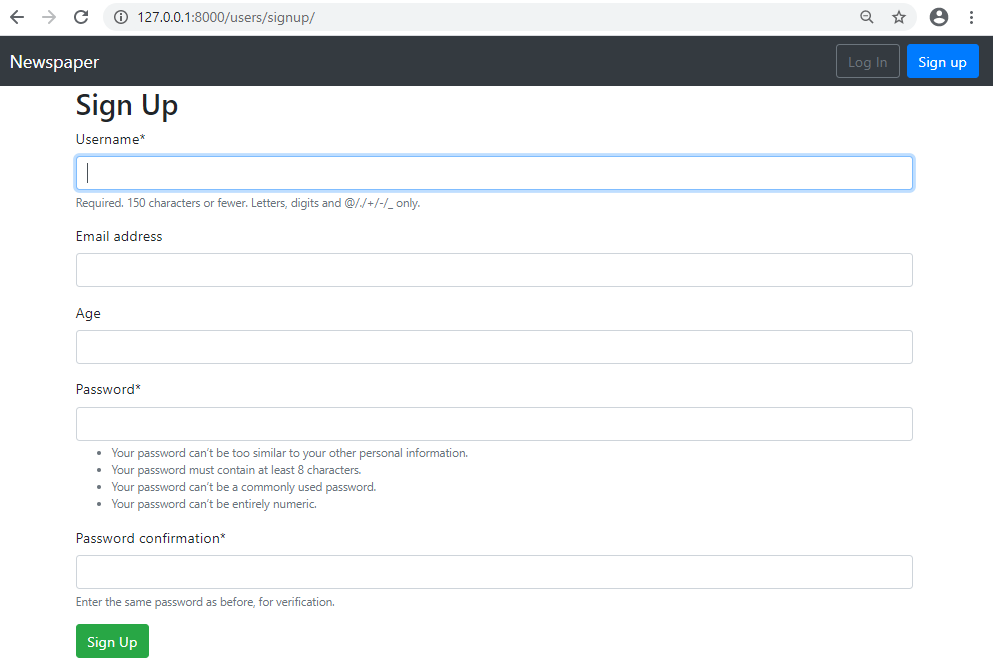 127.0.0.1:8000/users/signup/
Newspaper
Log In
Sign up
Sign Up
Username*
Required. 150 characters or fewer. Letters, digits and @/./+/-/_ only.
Email address
Age
Password*
• Your password can't be too similar to your other personal information.
• Your password must contain at least 8 characters.
• Your password can't be a commonly used password.
• Your password can't be entirely numeric.
Password confirmation*
Enter the same password as before, for verification.
Sign Up